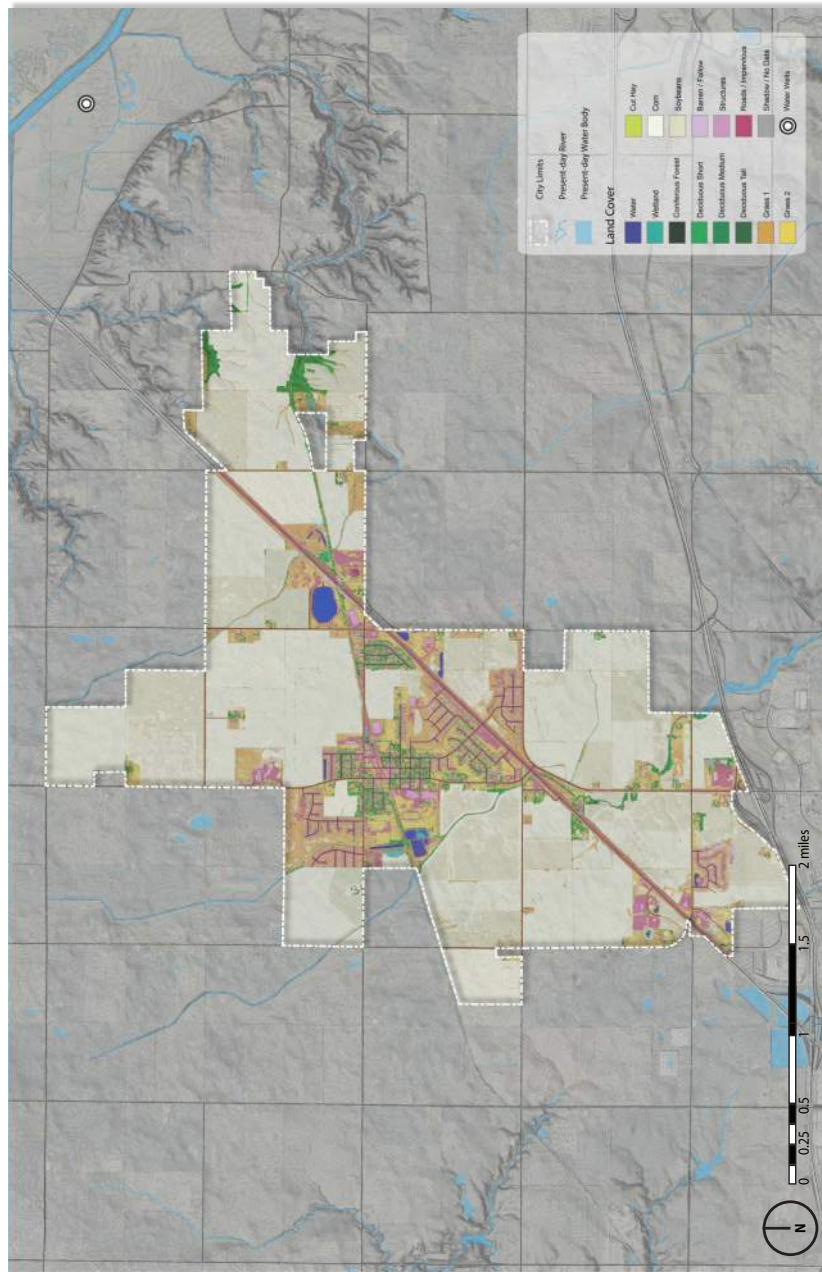 City Limits
Present-day River
Present-day Water Body
Land Cover
Water
Wetland
Coniferous Forest
Deciduous Short
Deciduous Medium
Deciduous Tall
Grass 1
Grass 2
Cut Hay
Corn
Soybeans
Barren / Fallow
Structures
Roads / Impervious
Shadow / No Data
Water Wells
N
0 0.25 0.5 1 1.5 2 miles